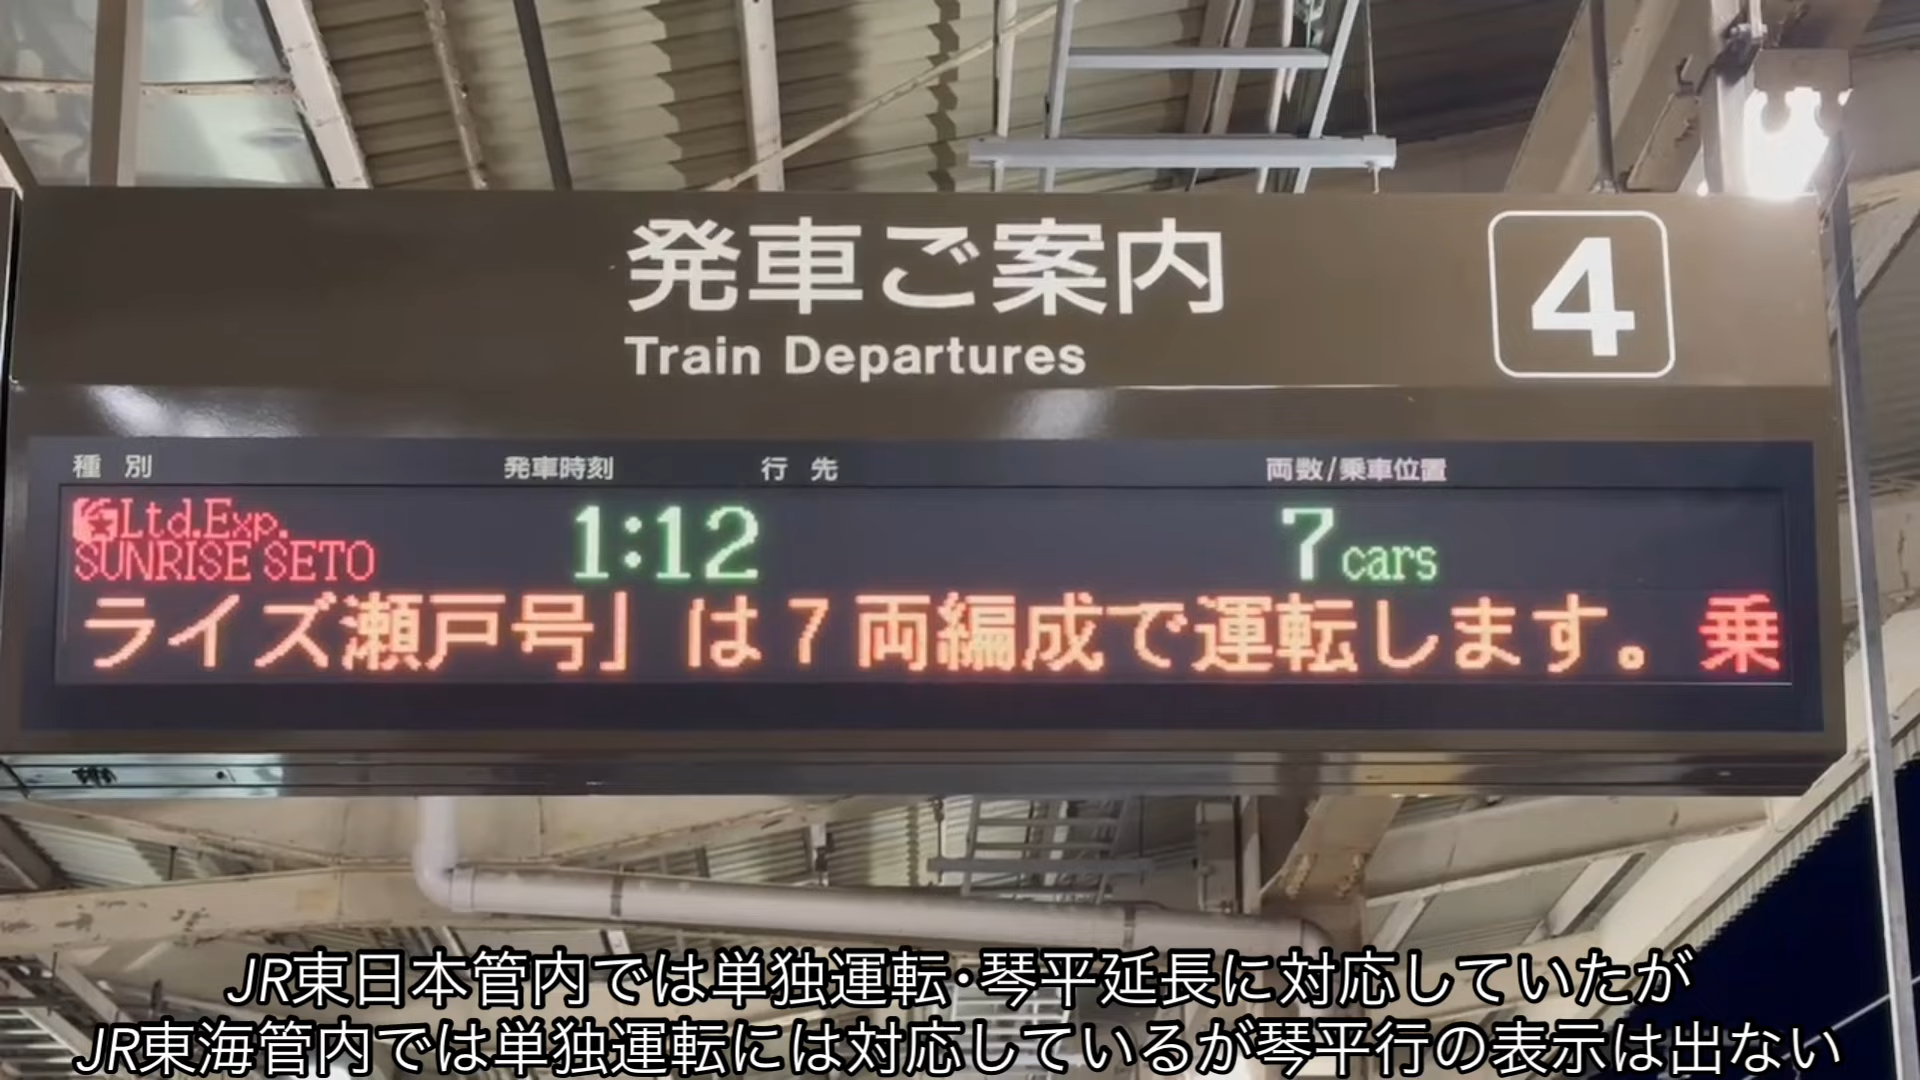 発車ご案内
Train Departures
4
種別 発車時刻 行先 両数/乗車位置
Ltd.Exp.
SUNRISE SETO 1:12 7cars
ライズ瀬戸号」は7両編成で運転します。乗
JR東日本管内では単独運転・琴平延長に対応していたが
JR東海管内では単独運転には対応しているが琴平行の表示は出ない